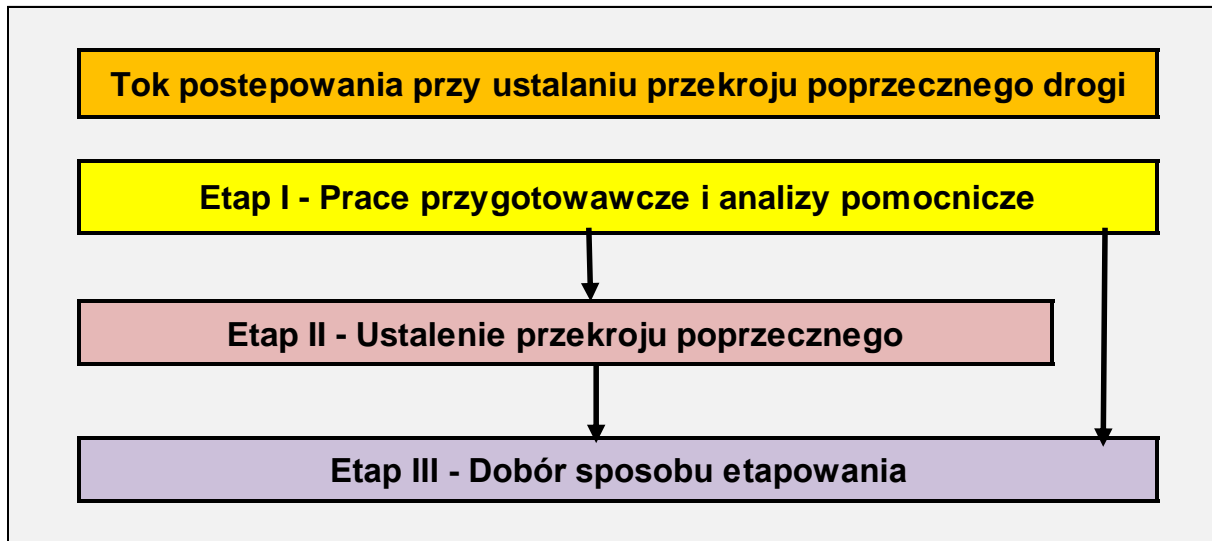 Tok postepowania przy ustalaniu przekroju poprzecznego drogi
Etap I - Prace przygotowawcze i analizy pomocnicze
Etap II - Ustalenie przekroju poprzecznego
Etap III - Dobór sposobu etapowania